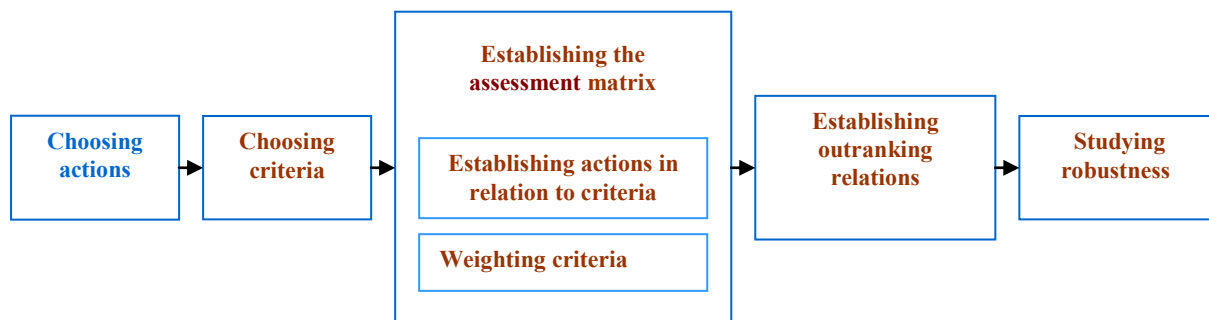 Choosing
actions
Choosing
criteria
Establishing the
assessment matrix
Establishing actions in
relation to criteria
Weighting criteria
Establishing
outranking
relations
Studying
robustness